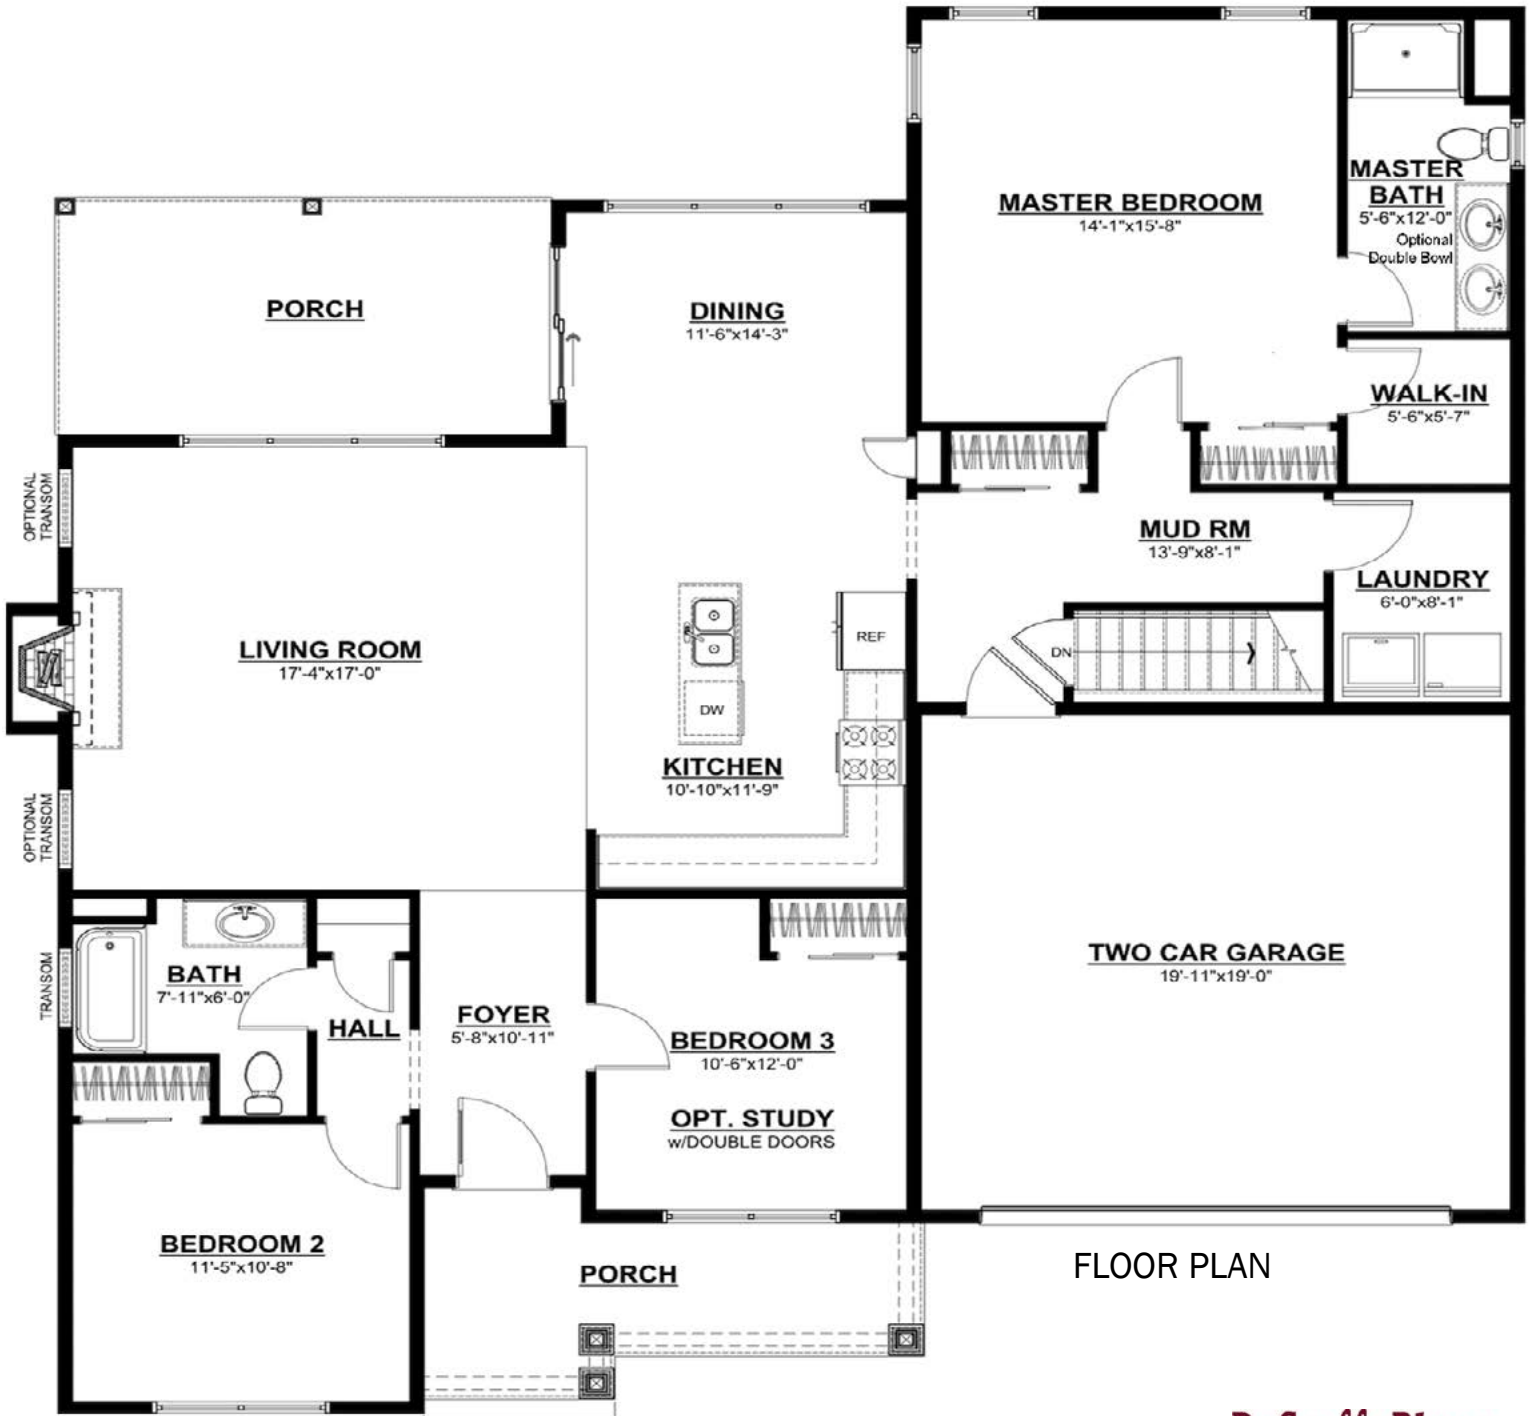 MASTER BEDROOM
14'-1"x15'-8"
MASTER
BATH
5'-6"x12'-0"
Optional
Double Bowl
PORCH
DINING
11'-6"x14'-3"
WALK-IN
5'-6"x5'-7"
OPTIONAL
TRANSOM
MUD RM
13'-9"x8'-1"
LAUNDRY
6'-0"x8'-1"
LIVING ROOM
17'-4"x17'-0"
REF
DN
DW
KITCHEN
10'-10"x11'-9"
OPTIONAL
TRANSOM
TWO CAR GARAGE
19'-11"x19'-0"
TRANSOM
BATH
7'-11"x6'-0"
HALL
FOYER
5'-8"x10'-11"
BEDROOM 3
10'-6"x12'-0"
OPT. STUDY
w/DOUBLE DOORS
BEDROOM 2
11'-5"x10'-8"
PORCH
FLOOR PLAN